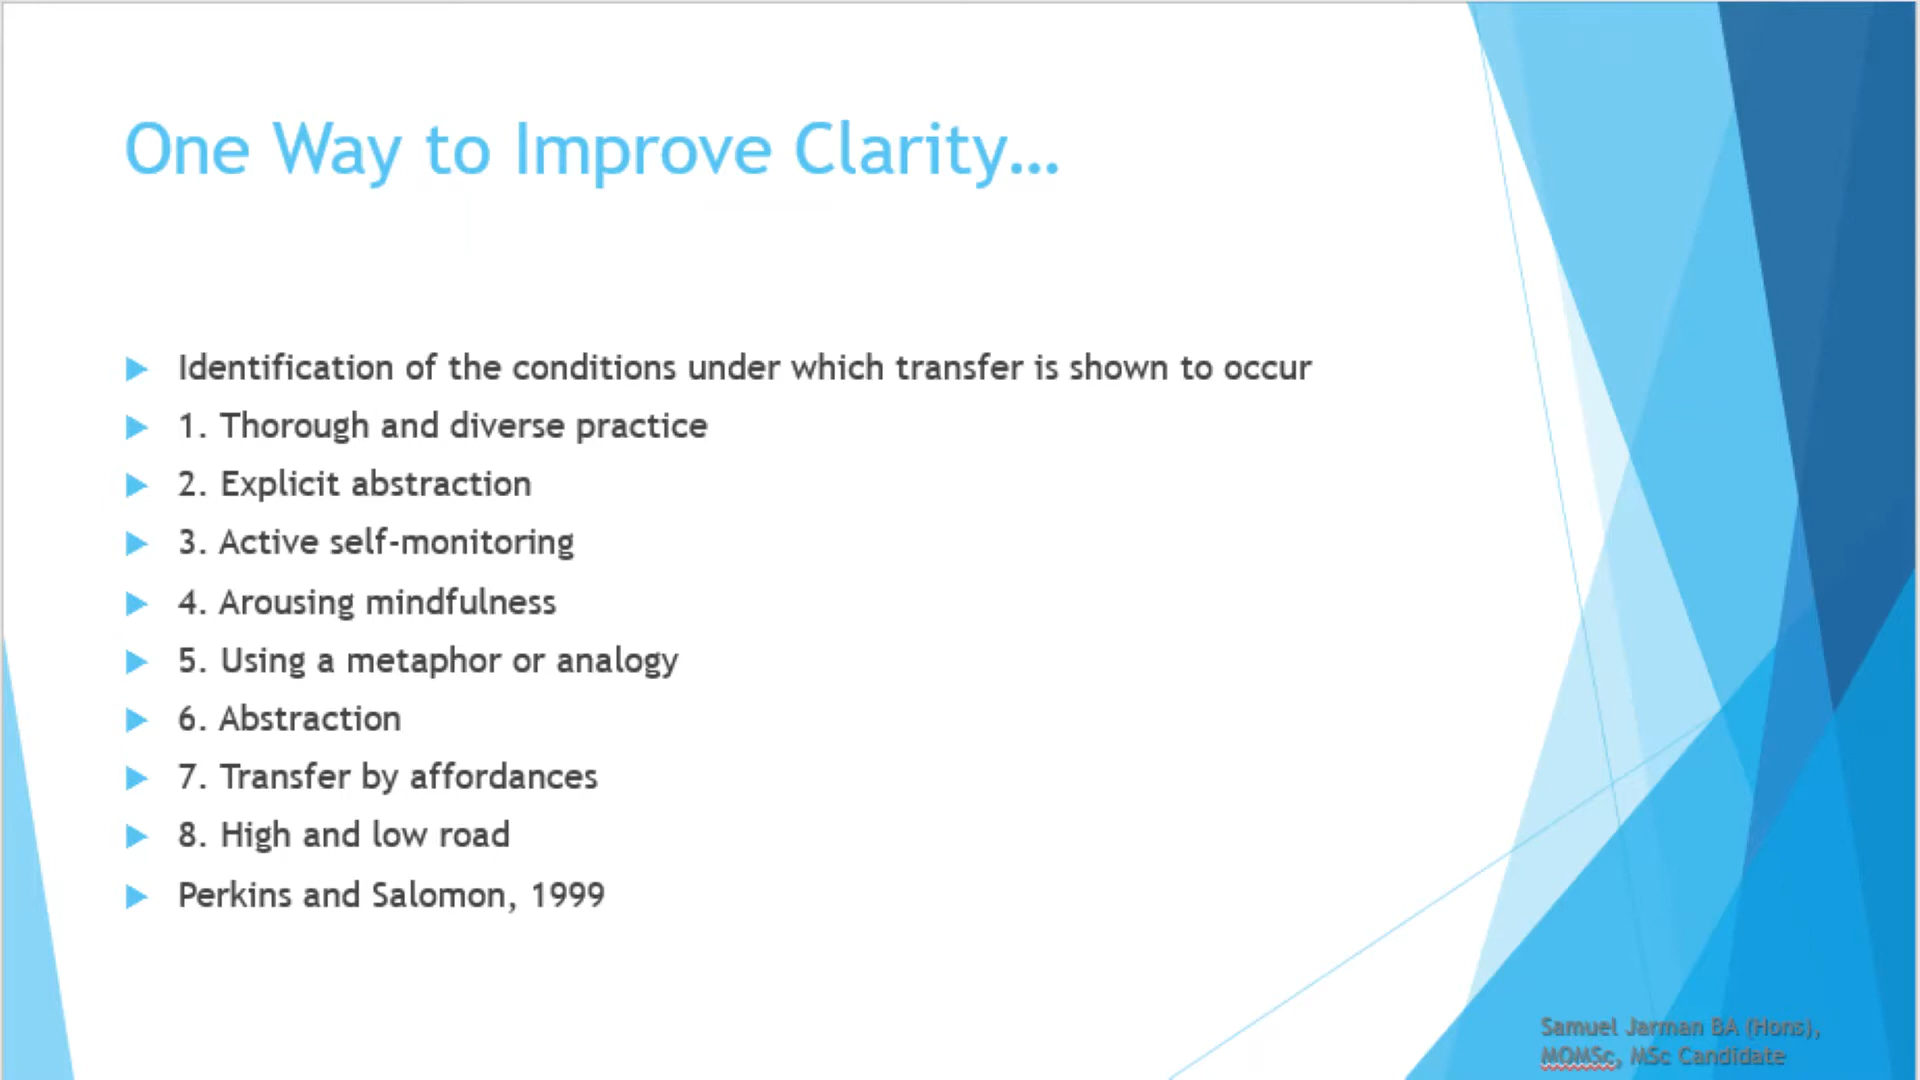 One Way to Improve Clarity...
Identification of the conditions under which transfer is shown to occur
1. Thorough and diverse practice
2. Explicit abstraction
3. Active self-monitoring
4. Arousing mindfulness
5. Using a metaphor or analogy
6. Abstraction
7. Transfer by affordances
8. High and low road
Perkins and Salomon, 1999
Samuel Jarman BA (Hons),
MOMSc, MSc Candidate